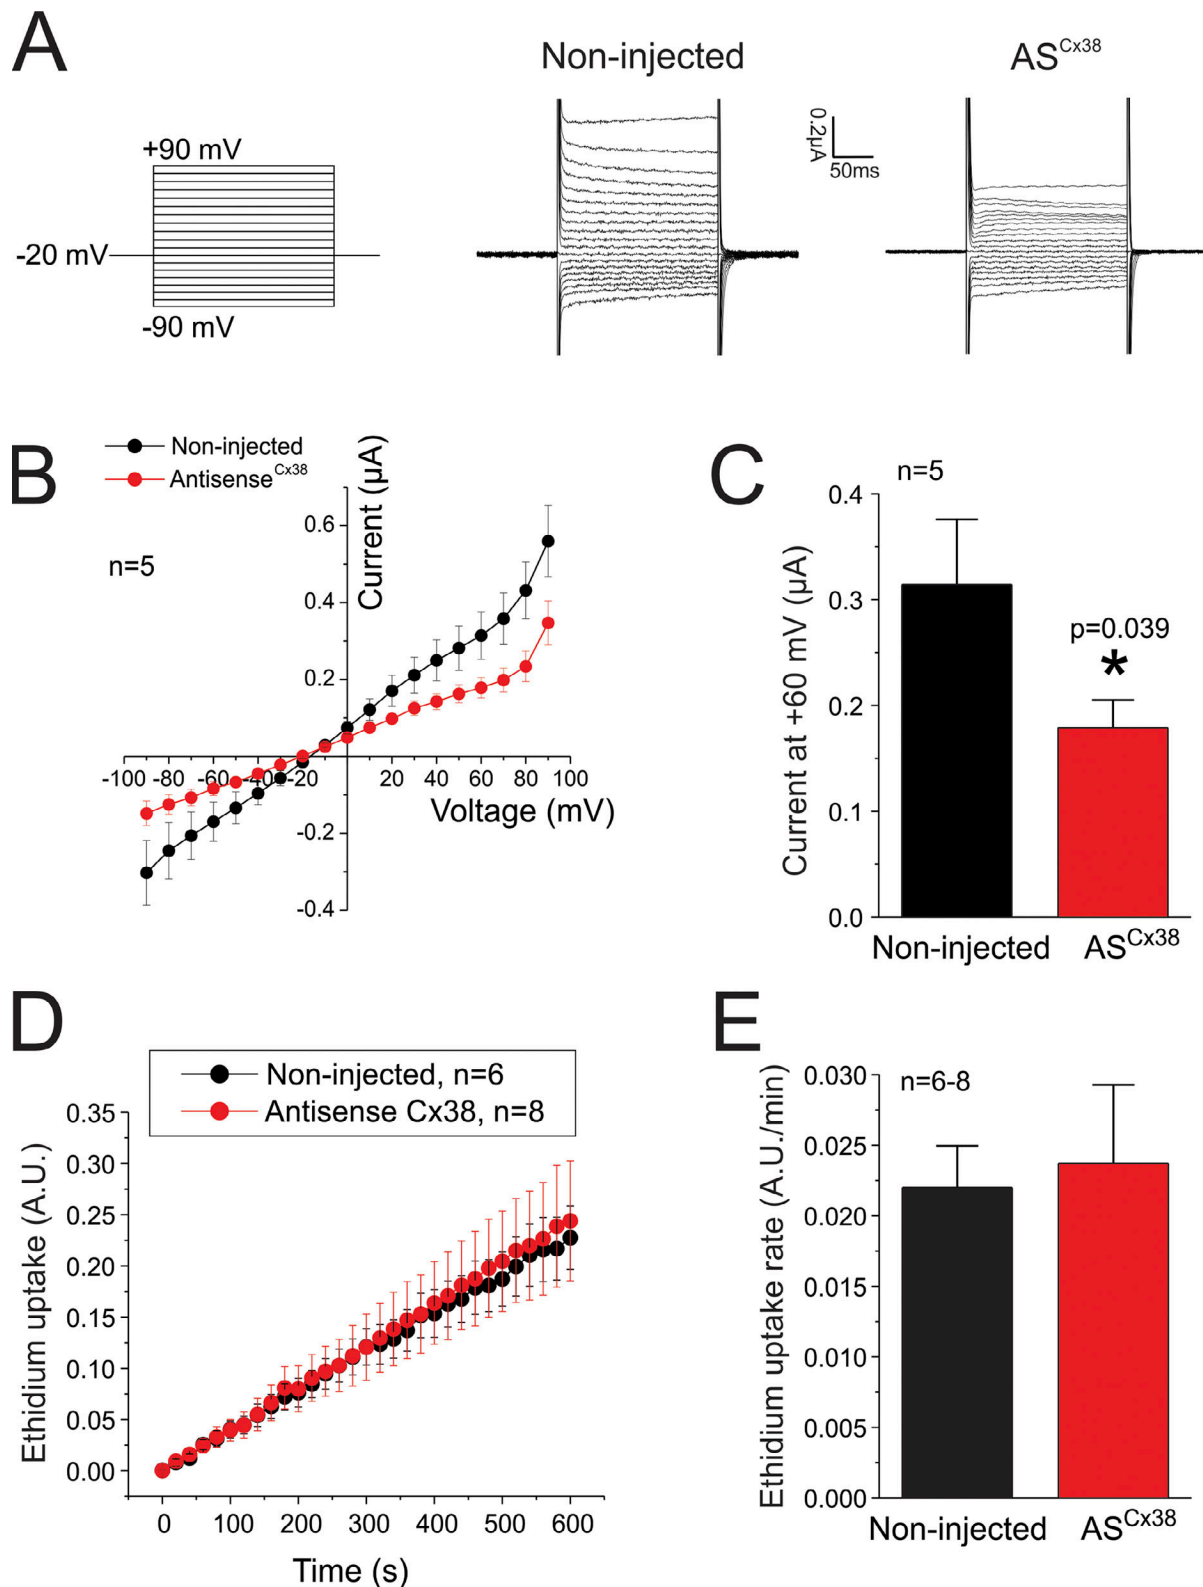 A
Non-injected
AS^Cx38
+90 mV
-20 mV
-90 mV
0.2µA
50ms
B
Non-injected
Antisense^Cx38
n=5
Current (µA)
0.6
0.4
0.2
-100 -80 -60 -40 -20 20 40 60 80 100
Voltage (mV)
-0.2
-0.4
C
n=5
p=0.039
*
Current at +60 mV (µA)
0.4
0.3
0.2
0.1
0.0
Non-injected AS^Cx38
D
Non-injected, n=6
Antisense Cx38, n=8
Ethidium uptake (A.U.)
0.35
0.30
0.25
0.20
0.15
0.10
0.05
0.00
0 100 200 300 400 500 600
Time (s)
E
n=6-8
Ethidium uptake rate (A.U./min)
0.030
0.025
0.020
0.015
0.010
0.005
0.000
Non-injected AS^Cx38